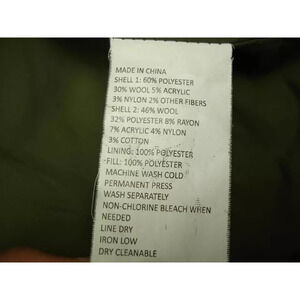 MADE IN CHINA
SHELL 1: 60% POLYESTER
30% WOOL 5% ACRYLIC
3% NYLON 2% OTHER FIBERS
SHELL 2: 46% WOOL
32% POLYESTER 8% RAYON
7% ACRYLIC 4% NYLON
3% COTTON
LINING: 100% POLYESTER
FILL: 100% POLYESTER
MACHINE WASH COLD
PERMANENT PRESS
WASH SEPARATELY
NON-CHLORINE BLEACH WHEN
NEEDED
LINE DRY
IRON LOW
DRY CLEANABLE